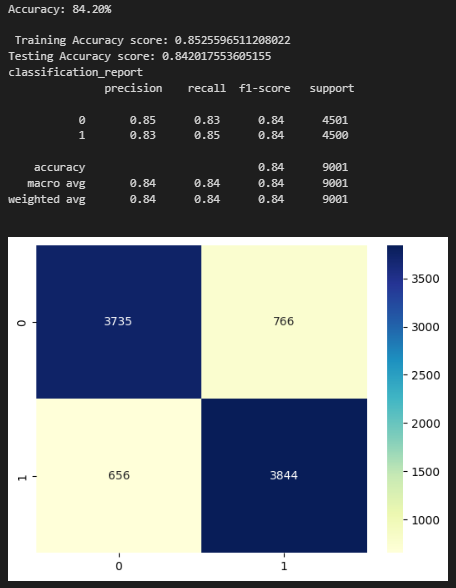 Accuracy: 84.20%
Training Accuracy score: 0.8525596511208022
Testing Accuracy score: 0.842017553605155
classification_report
precision recall f1-score support
0 0.85 0.83 0.84 4501
1 0.83 0.85 0.84 4500
accuracy 0.84 9001
macro avg 0.84 0.84 0.84 9001
weighted avg 0.84 0.84 0.84 9001
0 3735 766
1 656 3844
0 1
3500
3000
2500
2000
1500
1000